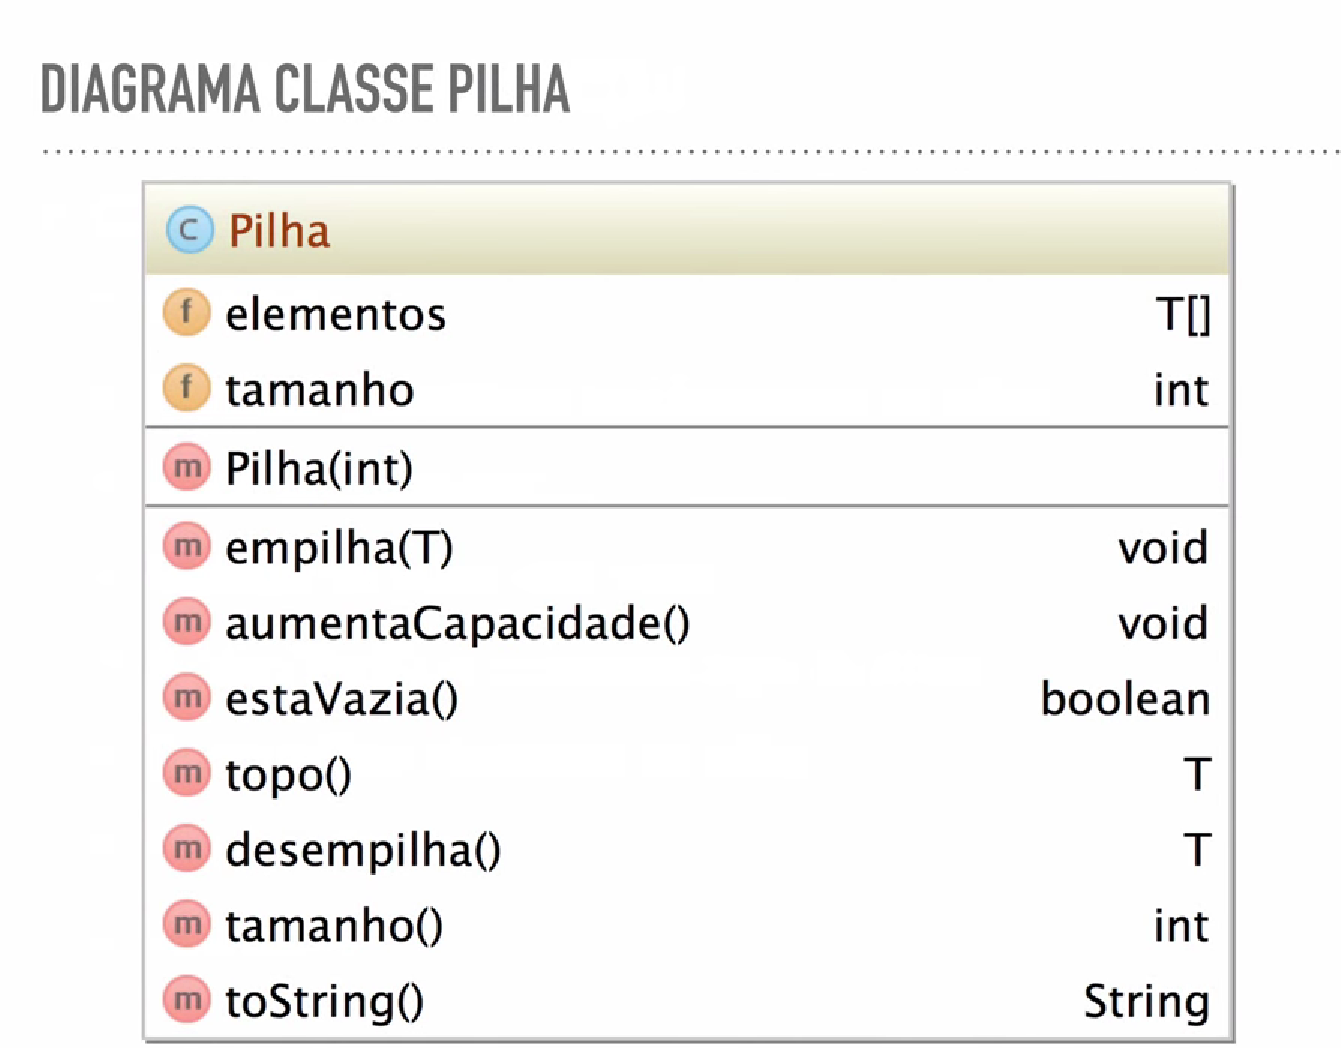 DIAGRAMA CLASSE PILHA
C Pilha
f elementos T[]
f tamanho int
m Pilha(int)
m empilha(T) void
m aumentaCapacidade() void
m estaVazia() boolean
m topo() T
m desempilha() T
m tamanho() int
m toString() String